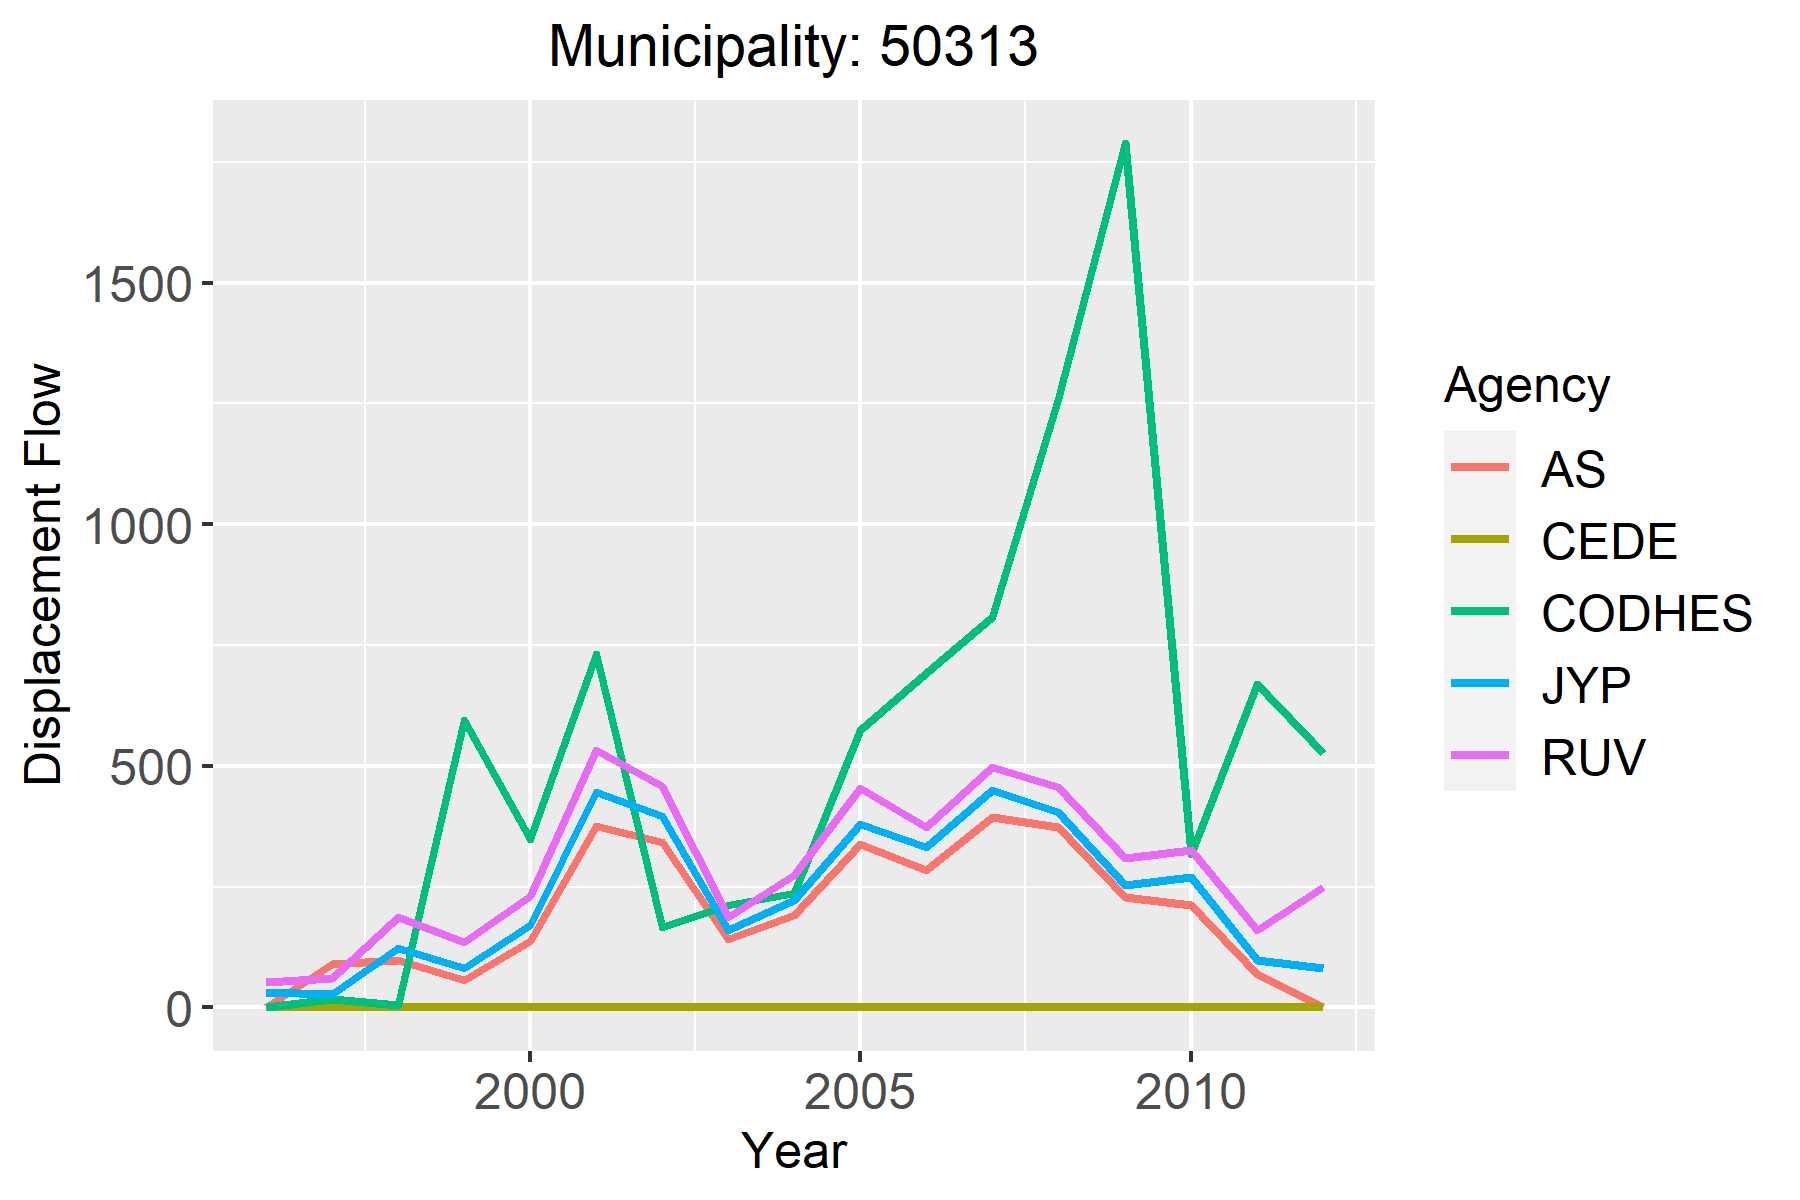 Municipality: 50313
Displacement Flow
1500
1000
500
0
2000 2005 2010
Year
Agency
AS
CEDE
CODHES
JYP
RUV